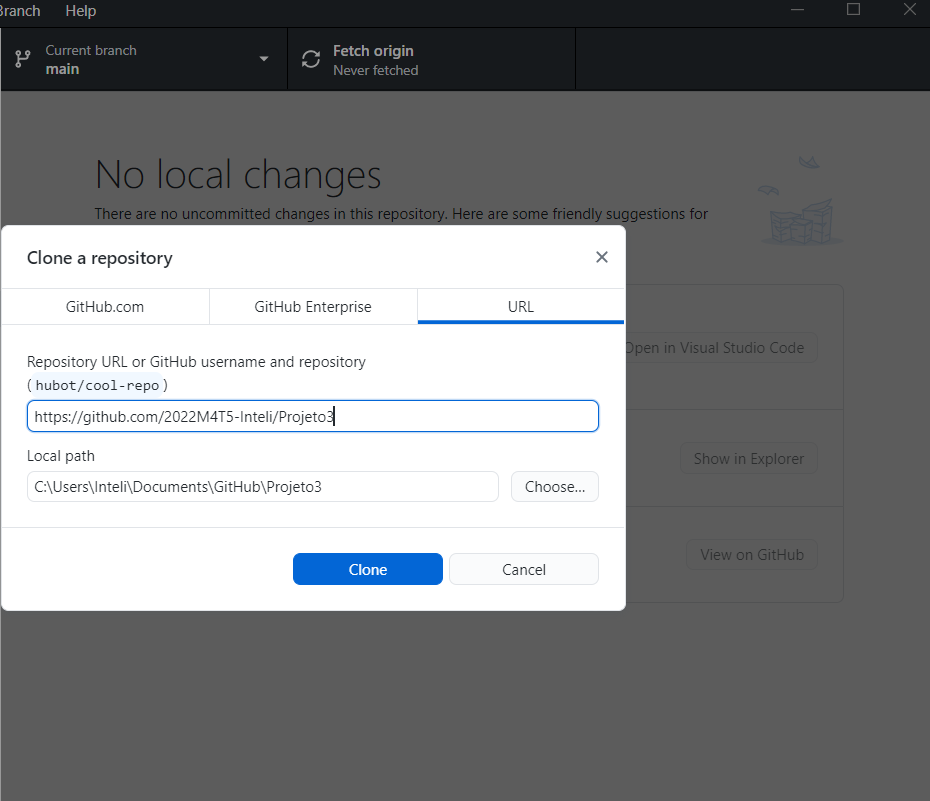 Branch Help
Current branch
main
Fetch origin
Never fetched
No local changes
There are no uncommitted changes in this repository. Here are some friendly suggestions for
Clone a repository
GitHub.com GitHub Enterprise URL
Repository URL or GitHub username and repository
(hubot/cool-repo)
https://github.com/2022M4T5-Inteli/Projeto3
Local path
C:\Users\Inteli\Documents\GitHub\Projeto3 Choose...
Clone Cancel
Open in Visual Studio Code
Show in Explorer
View on GitHub